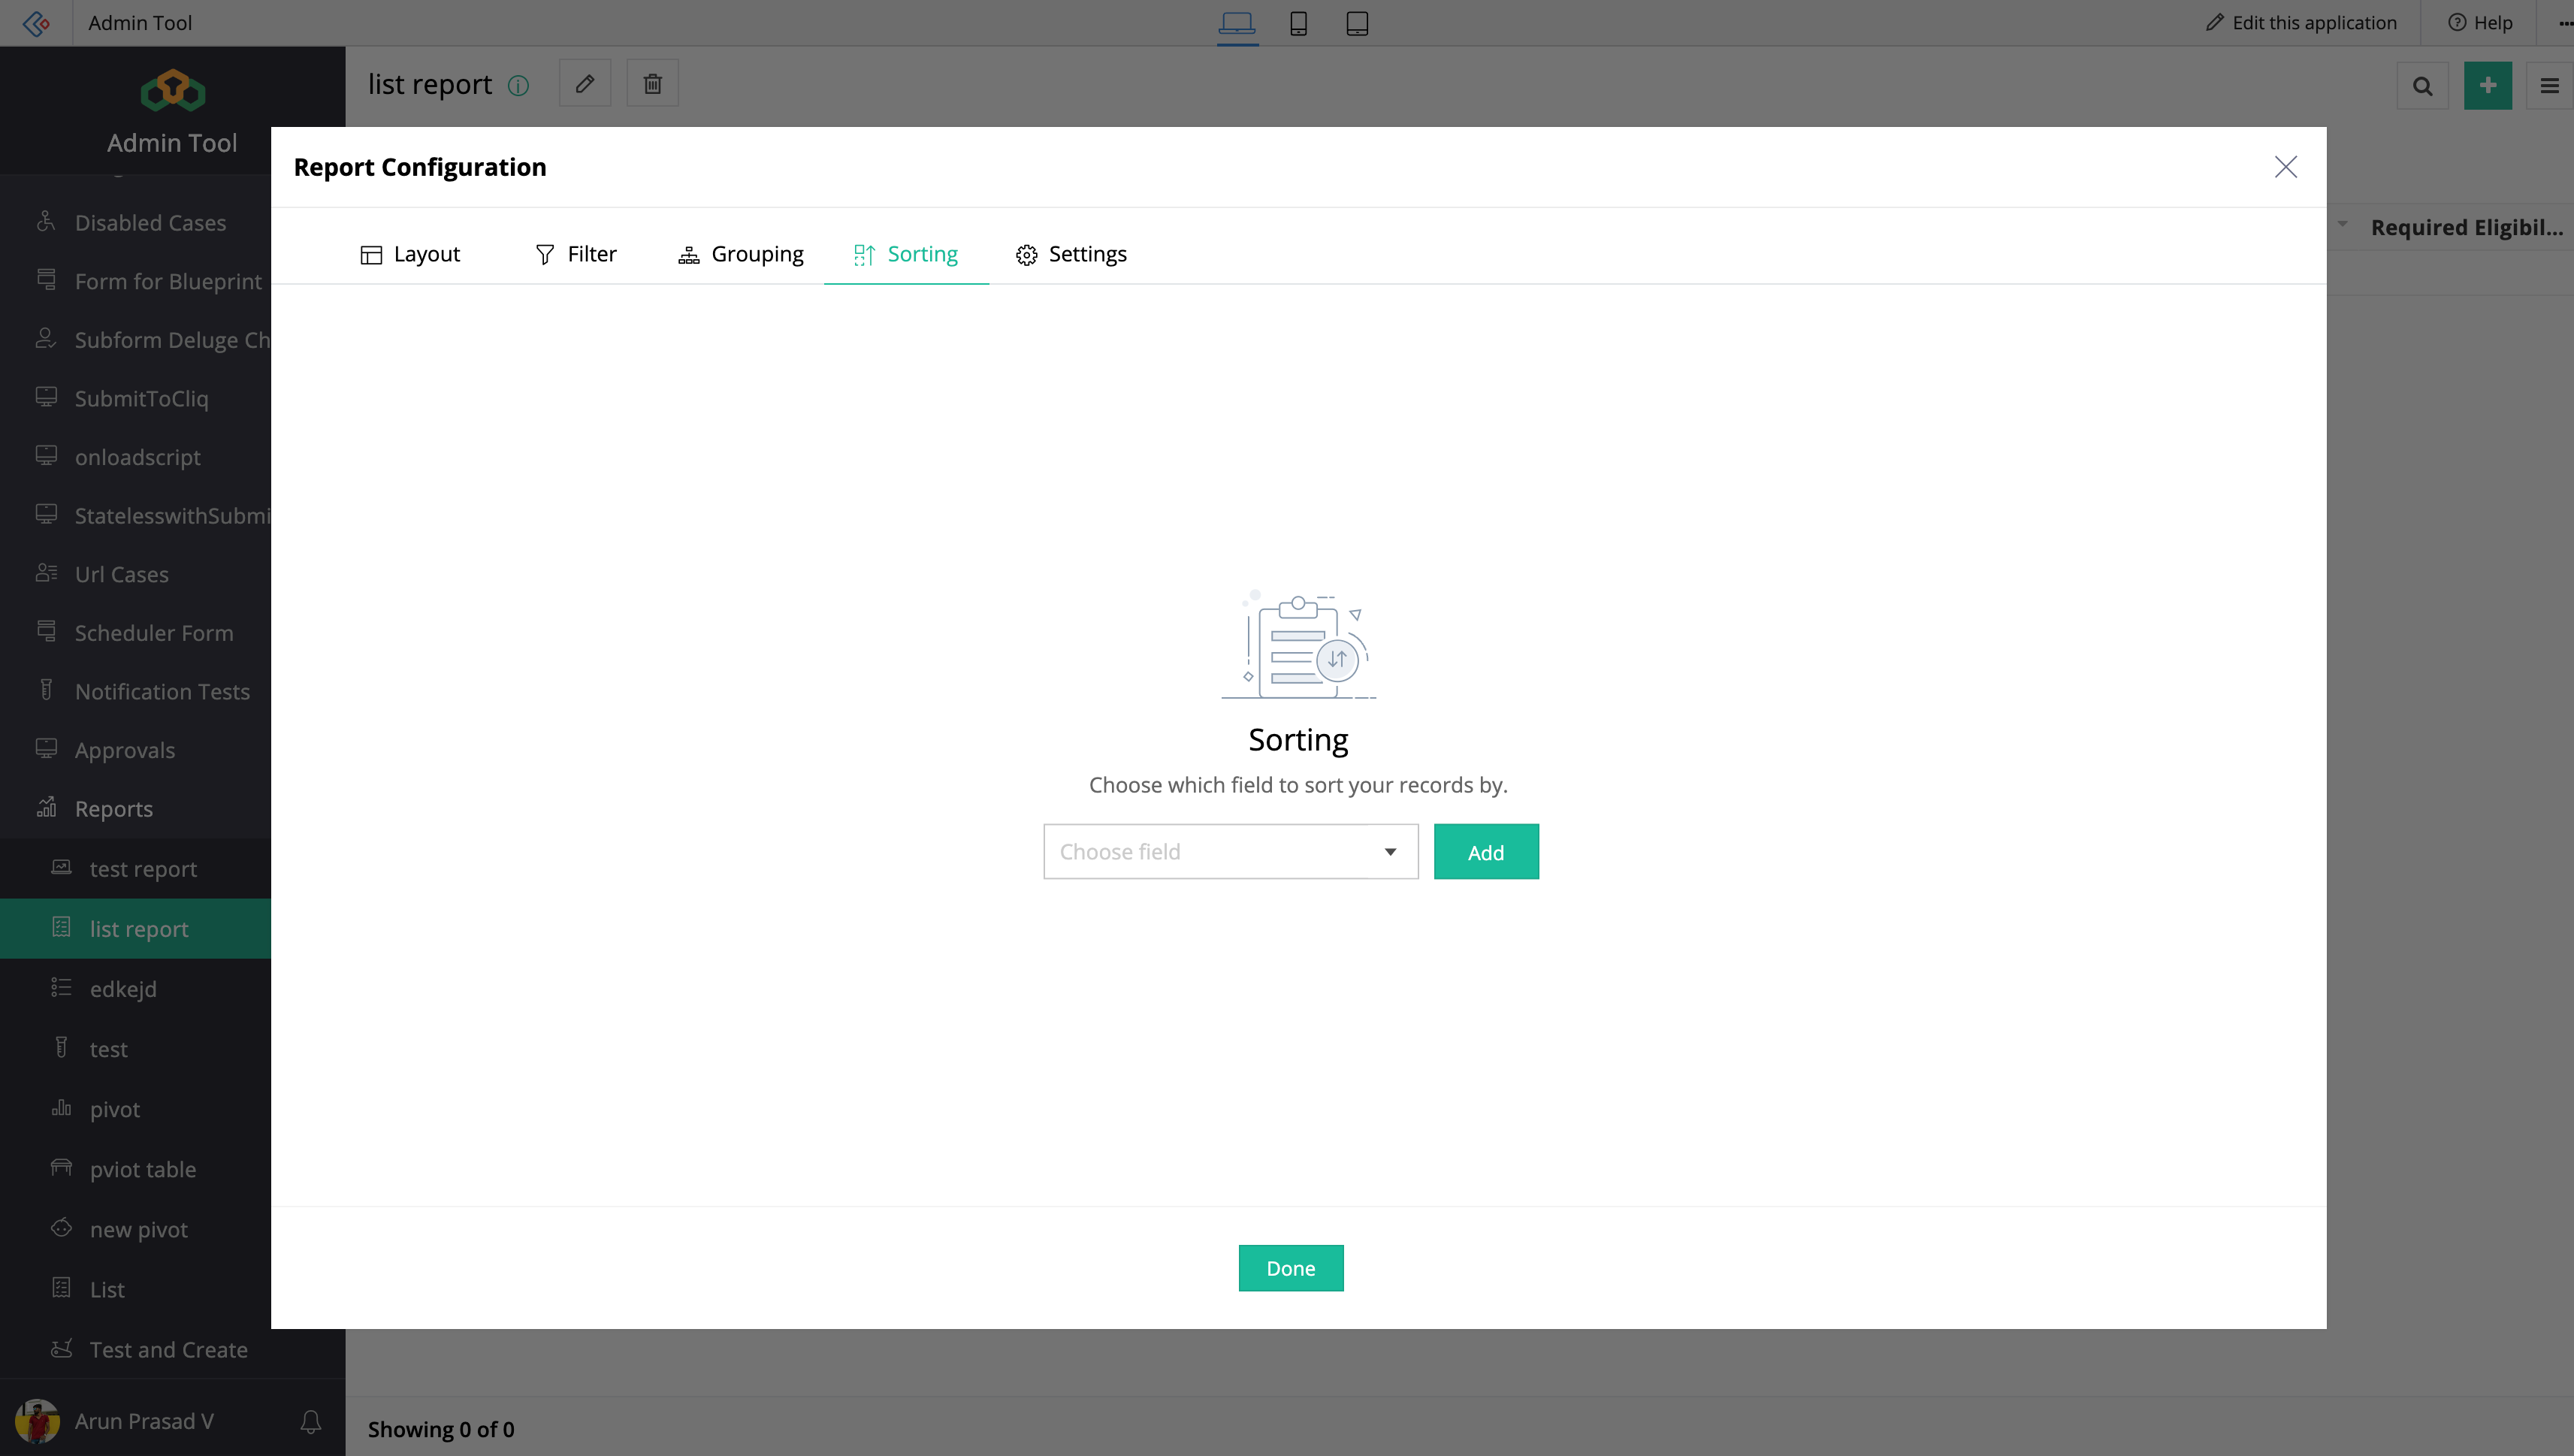 Admin Tool
Edit this application
Help
Admin Tool
list report
Report Configuration
Layout
Filter
Grouping
Sorting
Settings
Required Eligibil...
Disabled Cases
Form for Blueprint
Subform Deluge Ch
SubmitToCliq
onloadscript
StatelesswithSubmi
Url Cases
Scheduler Form
Notification Tests
Approvals
Reports
test report
list report
edkejd
test
pivot
pviot table
new pivot
List
Test and Create
Arun Prasad V
Sorting
Choose which field to sort your records by.
Choose field
Add
Done
Showing 0 of 0